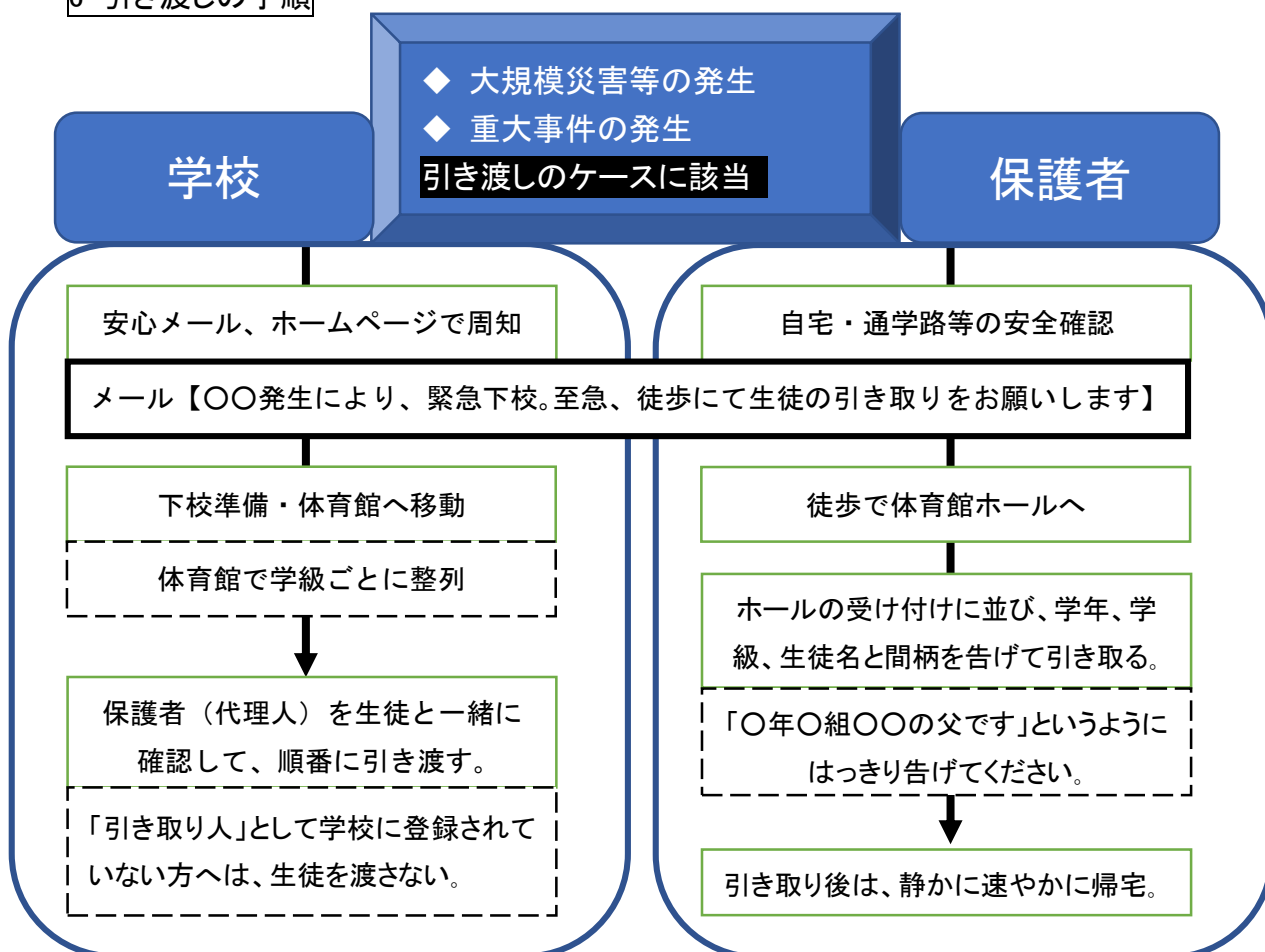 引き渡しの手順
◆ 大規模災害等の発生
◆ 重大事件の発生
引き渡しのケースに該当
学校
保護者
安心メール、ホームページで周知
自宅・通学路等の安全確認
メール【〇〇発生により、緊急下校。至急、徒歩にて生徒の引き取りをお願いします】
下校準備・体育館へ移動
体育館で学級ごとに整列
保護者（代理人）を生徒と一緒に
確認して、順番に引き渡す。
「引き取り人」として学校に登録されて
いない方へは、生徒を渡さない。
徒歩で体育館ホールへ
ホールの受け付けに並び、学年、学
級、生徒名と間柄を告げて引き取る。
「〇年〇組〇〇の父です」というように
はっきり告げてください。
引き取り後は、静かに速やかに帰宅。